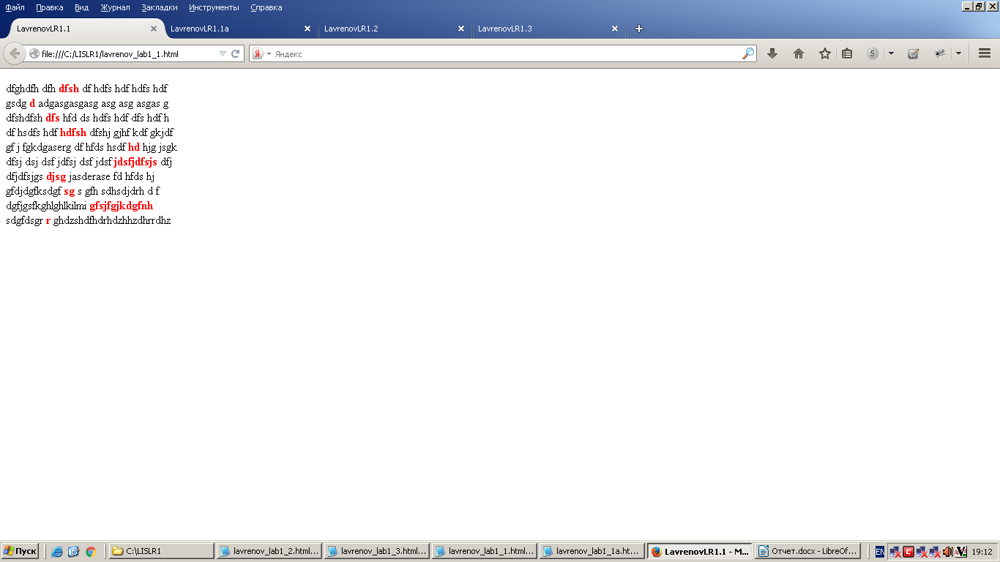 Файл Правка Вид Журнал Закладки Инструменты Справка
LavrenovLR1.1 LavrenovLR1.1a LavrenovLR1.2 LavrenovLR1.3
file:///C:/LISLR1/lavrenov_lab1_1.html Я Яндекс 5
dfghdfh dfh dfsh df hdfs hdf hdfs hdf
gsdg d adgasgasgasg asg asg asgas g
dfshdfsh dfs hfd ds hdfs hdf dfs hdf h
df hsdfs hdf hdfsh dfshj gjhf kdf gkjdf
gf j fgkdgaserg df hfds hsdf hd hjg jsgk
dfsj dsj dsf jdfsj dsf jdsf jdsfjdfsjs dfj
dfjdfsjgs djsg jasderase fd hfds hj
gfdjdgfksdgf sg s gfh sdhsdjdrh d f
dgfjgsfkghlghlkilmi gfsjfgjkdgfnh
sdgfdsgr r ghdzshdfhdrhdzhhzdhrrdhz
Пуск C:\LISLR1 lavrenov_lab1_2.html... lavrenov_lab1_3.html... lavrenov_lab1_1.html... lavrenov_lab1_1a.ht... LavrenovLR1.1 - M... Отчет.docx - LibreOf... EN 19:12